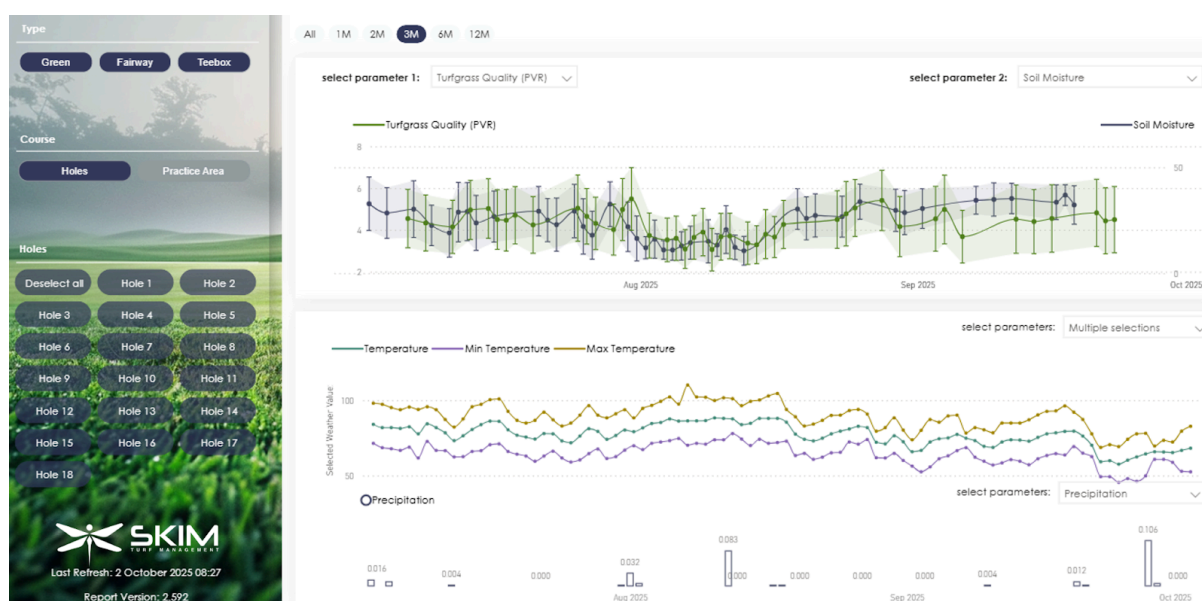 Type
Green Fairway Teebox
Course
Holes Practice Area
Holes
Deselect all Hole 1 Hole 2
Hole 3 Hole 4 Hole 5
Hole 6 Hole 7 Hole 8
Hole 9 Hole 10 Hole 11
Hole 12 Hole 13 Hole 14
Hole 15 Hole 16 Hole 17
Hole 18
SKIM
TURF MANAGEMENT
Last Refresh: 2 October 2025 08:27
Report Version: 2.592
All 1M 2M 3M 6M 12M
select parameter 1: Turfgrass Quality (PVR) select parameter 2: Soil Moisture
Turfgrass Quality (PVR) Soil Moisture
8
50
6
4
2 0
Aug 2025 Sep 2025 Oct 2025
select parameters: Multiple selections
Temperature Min Temperature Max Temperature
Selected Weather Value
100
50
select parameters: Precipitation
Precipitation
0.016 0.004 0.000 0.032 0.083 0.000 0.000 0.000 0.000 0.004 0.012 0.106 0.000
Aug 2025 Sep 2025 Oct 2025